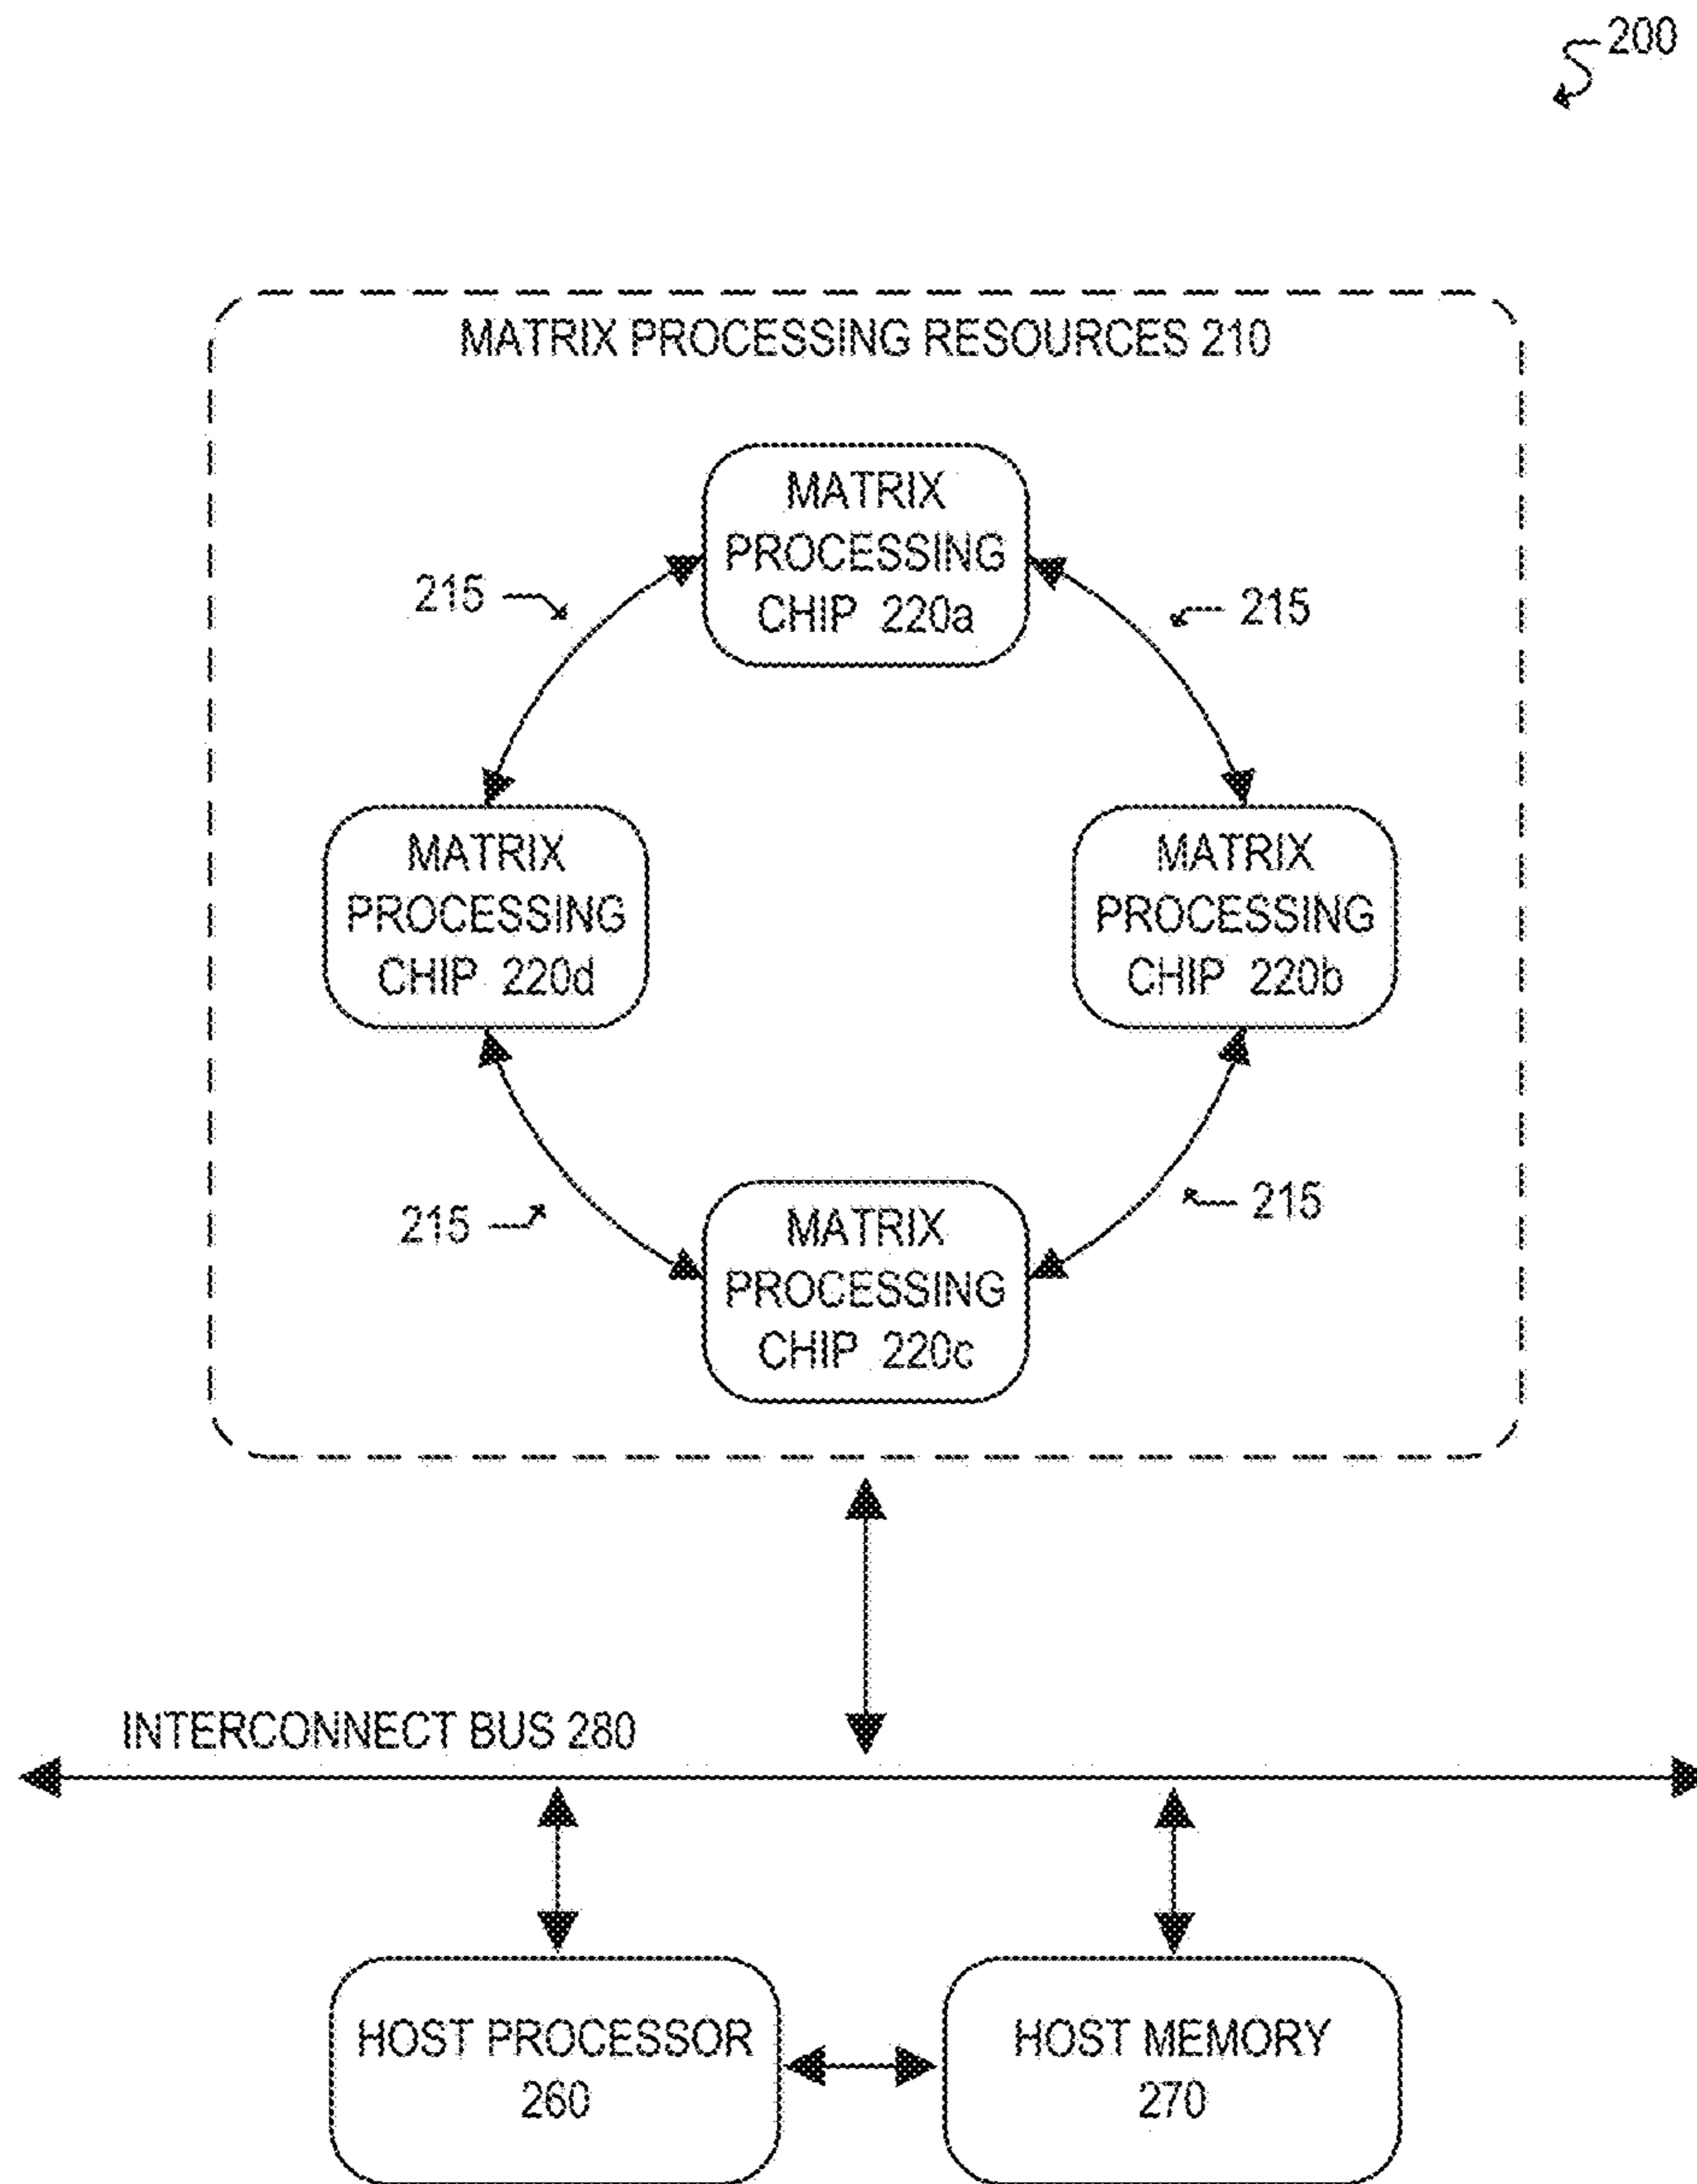 200
MATRIX PROCESSING RESOURCES 210
MATRIX
PROCESSING
CHIP 220a
215
215
MATRIX
PROCESSING
CHIP 220d
MATRIX
PROCESSING
CHIP 220b
215
215
MATRIX
PROCESSING
CHIP 220c
INTERCONNECT BUS 280
HOST PROCESSOR
260
HOST MEMORY
270